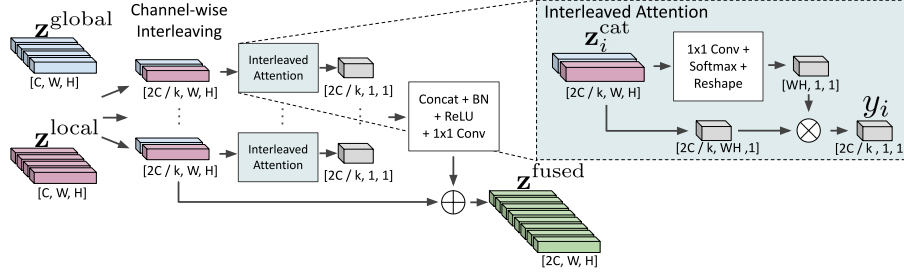 z^global
[C, W, H]
z^local
[C, W, H]
Channel-wise
Interleaving
[2C / k, W, H]
[2C / k, W, H]
Interleaved
Attention
[2C / k, 1, 1]
Interleaved
Attention
[2C / k, 1, 1]
Concat + BN
+ ReLU
+ 1x1 Conv
z^fused
[2C, W, H]
Interleaved Attention
z_i^cat
[2C / k, W, H]
1x1 Conv +
Softmax +
Reshape
[WH, 1, 1]
[2C / k, WH ,1]
y_i
[2C / k , 1, 1